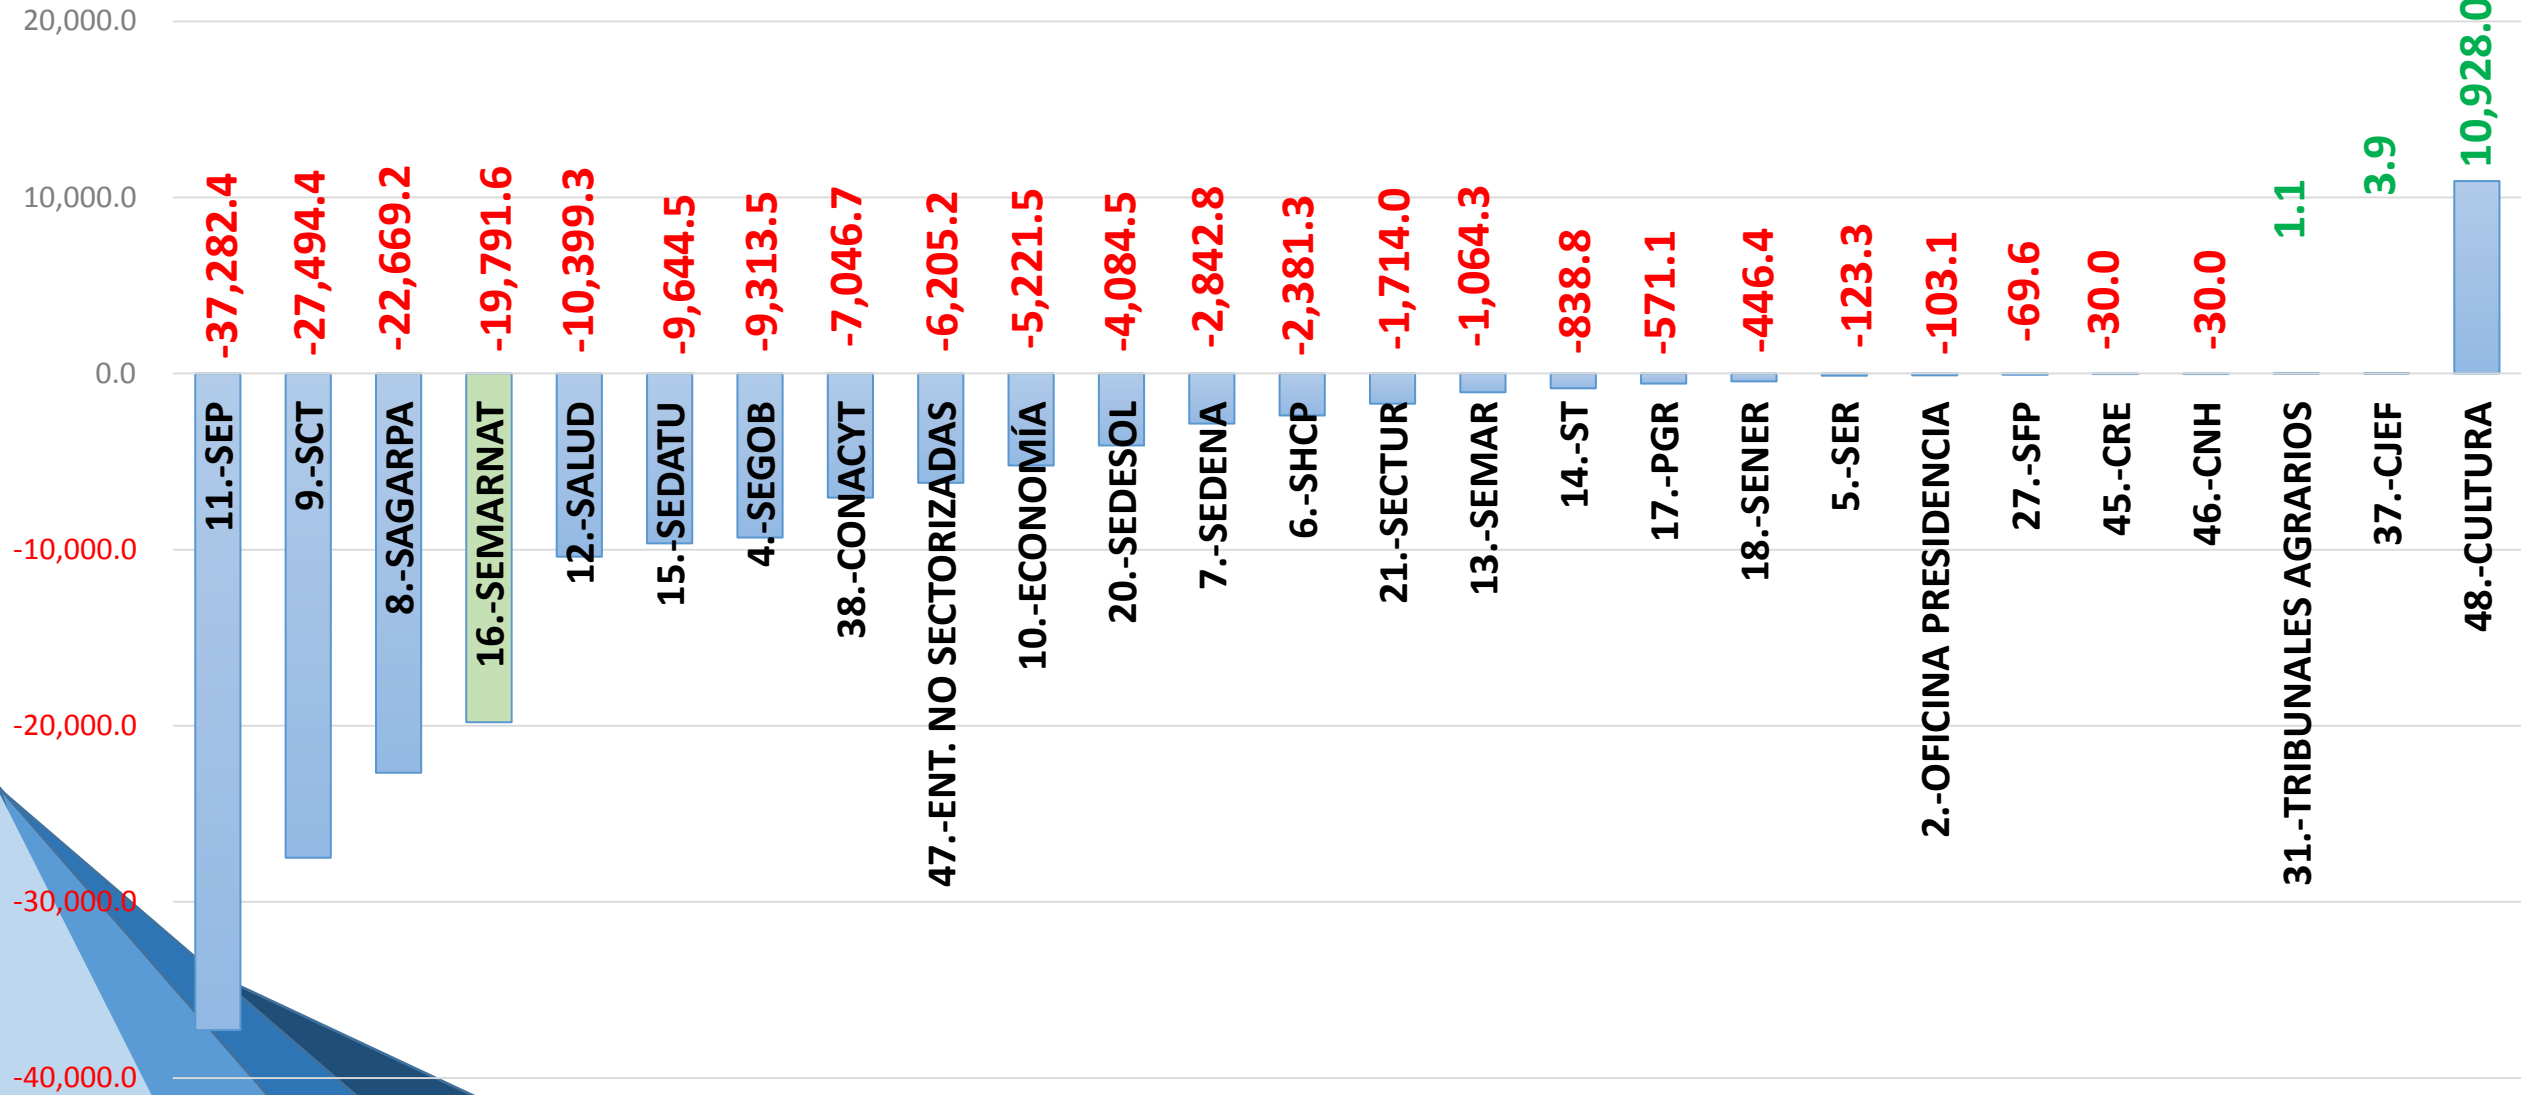 20,000.0
10,000.0
0.0
-10,000.0
-20,000.0
-30,000.0
-40,000.0
-37,282.4
-27,494.4
-22,669.2
-19,791.6
-10,399.3
-9,644.5
-9,313.5
-7,046.7
-6,205.2
-5,221.5
-4,084.5
-2,842.8
-2,381.3
-1,714.0
-1,064.3
-838.8
-571.1
-446.4
-123.3
-103.1
-69.6
-30.0
-30.0
1.1
3.9
10,928.0
11.-SEP
9.-SCT
8.-SAGARPA
16.-SEMARNAT
12.-SALUD
15.-SEDATU
4.-SEGOB
38.-CONACYT
47.-ENT. NO SECTORIZADAS
10.-ECONOMÍA
20.-SEDESOL
7.-SEDENA
6.-SHCP
21.-SECTUR
13.-SEMAR
14.-ST
17.-PGR
18.-SENER
5.-SER
2.-OFICINA PRESIDENCIA
27.-SFP
45.-CRE
46.-CNH
31.-TRIBUNALES AGRARIOS
37.-CJEF
48.-CULTURA